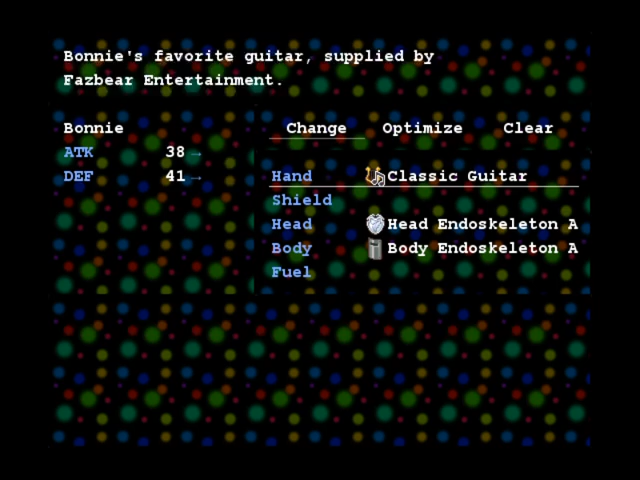 Bonnie's favorite guitar, supplied by
Fazbear Entertainment.
Bonnie
Change Optimize Clear
ATK 38 →
DEF 41 →
Hand Classic Guitar
Shield
Head Head Endoskeleton A
Body Body Endoskeleton A
Fuel